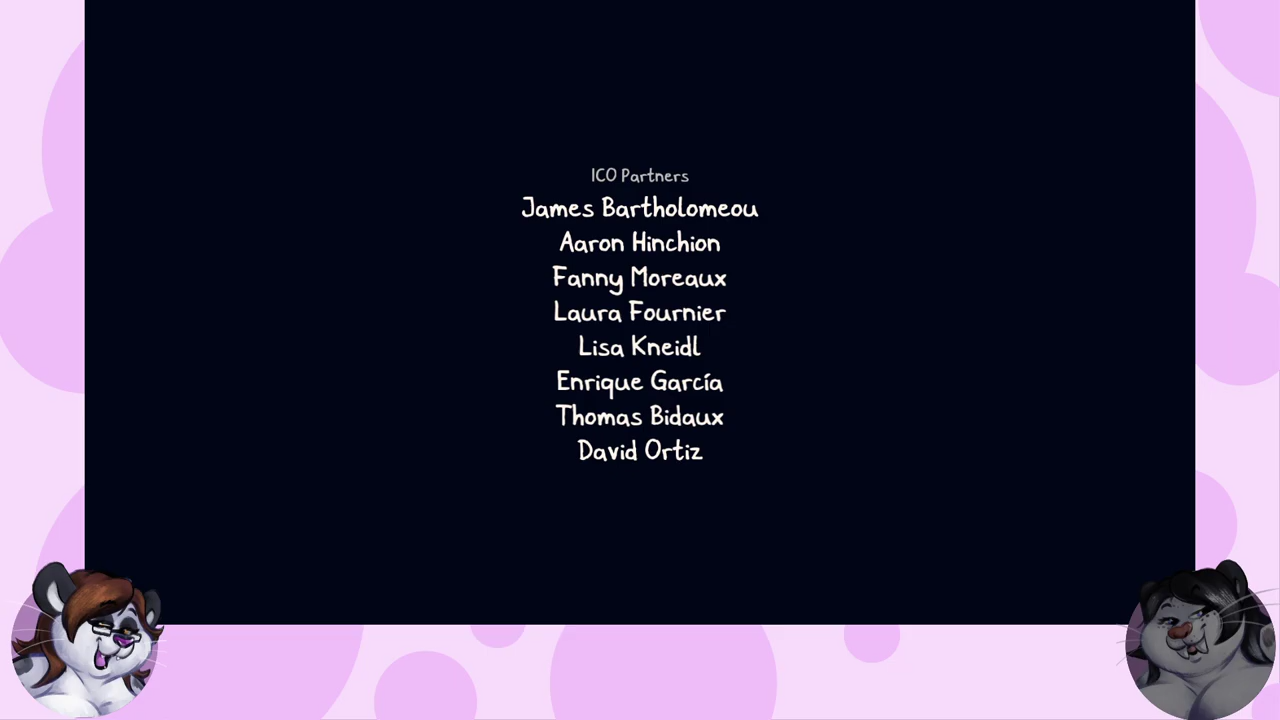 ICO Partners
James Bartholomeou
Aaron Hinchion
Fanny Moreaux
Laura Fournier
Lisa Kneidl
Enrique García
Thomas Bidaux
David Ortiz